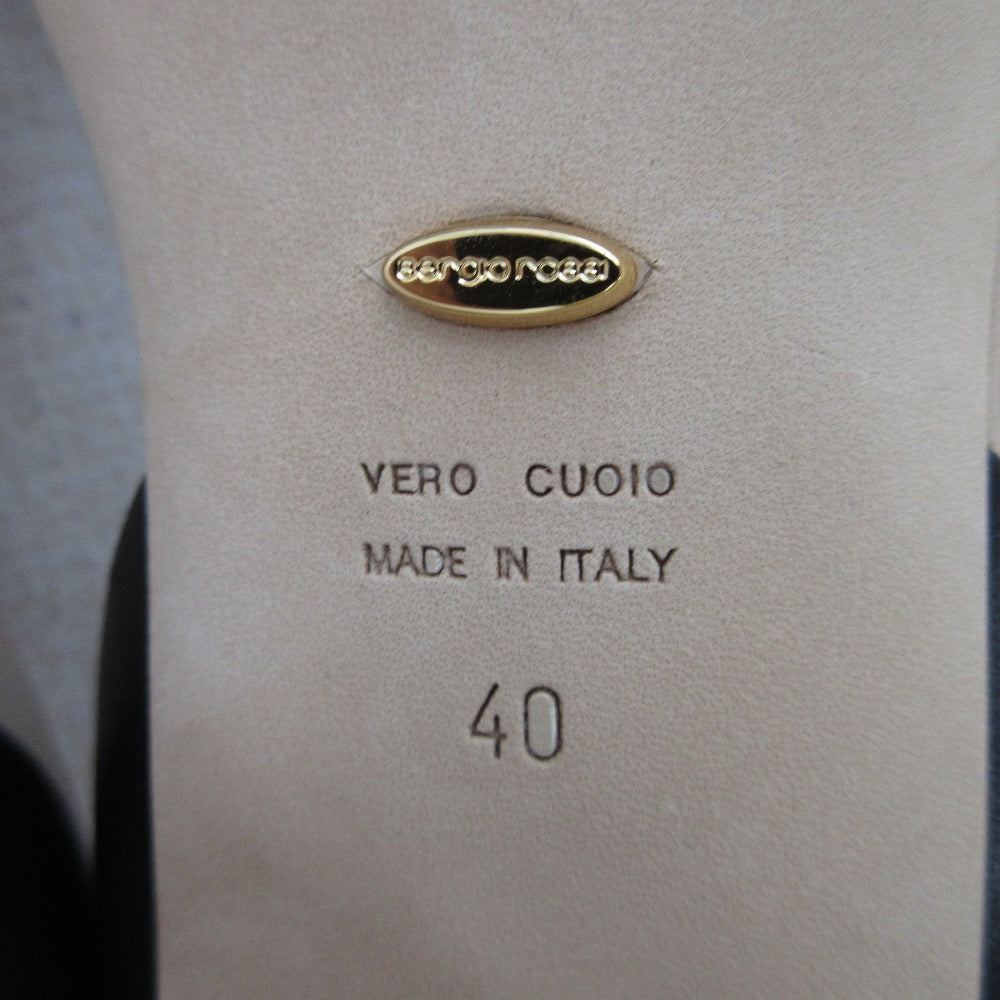 sergio rossi
VERO CUOIO
MADE IN ITALY
40